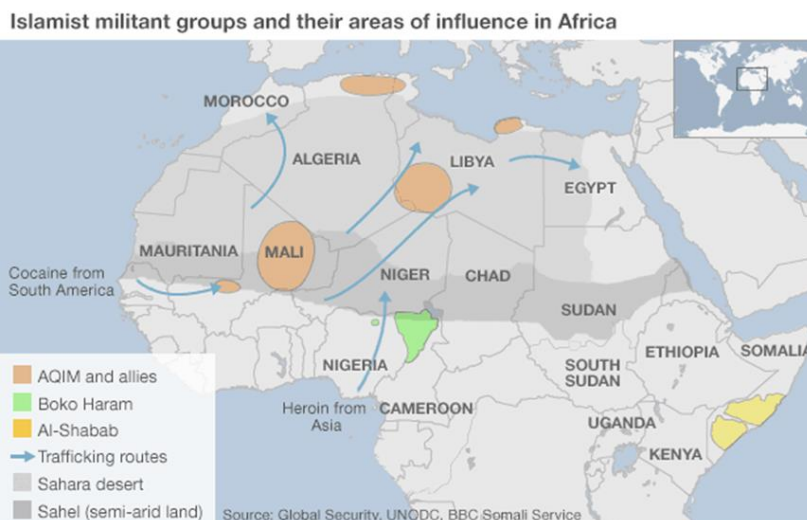 Islamist militant groups and their areas of influence in Africa
MOROCCO
ALGERIA
LIBYA
EGYPT
MAURITANIA
MALI
Cocaine from
South America
NIGER
CHAD
SUDAN
NIGERIA
ETHIOPIA
SOMALIA
SOUTH
SUDAN
Heroin from
Asia
CAMEROON
UGANDA
KENYA
AQIM and allies
Boko Haram
Al-Shabab
Trafficking routes
Sahara desert
Sahel (semi-arid land)
Source: Global Security, UNODC, BBC Somali Service